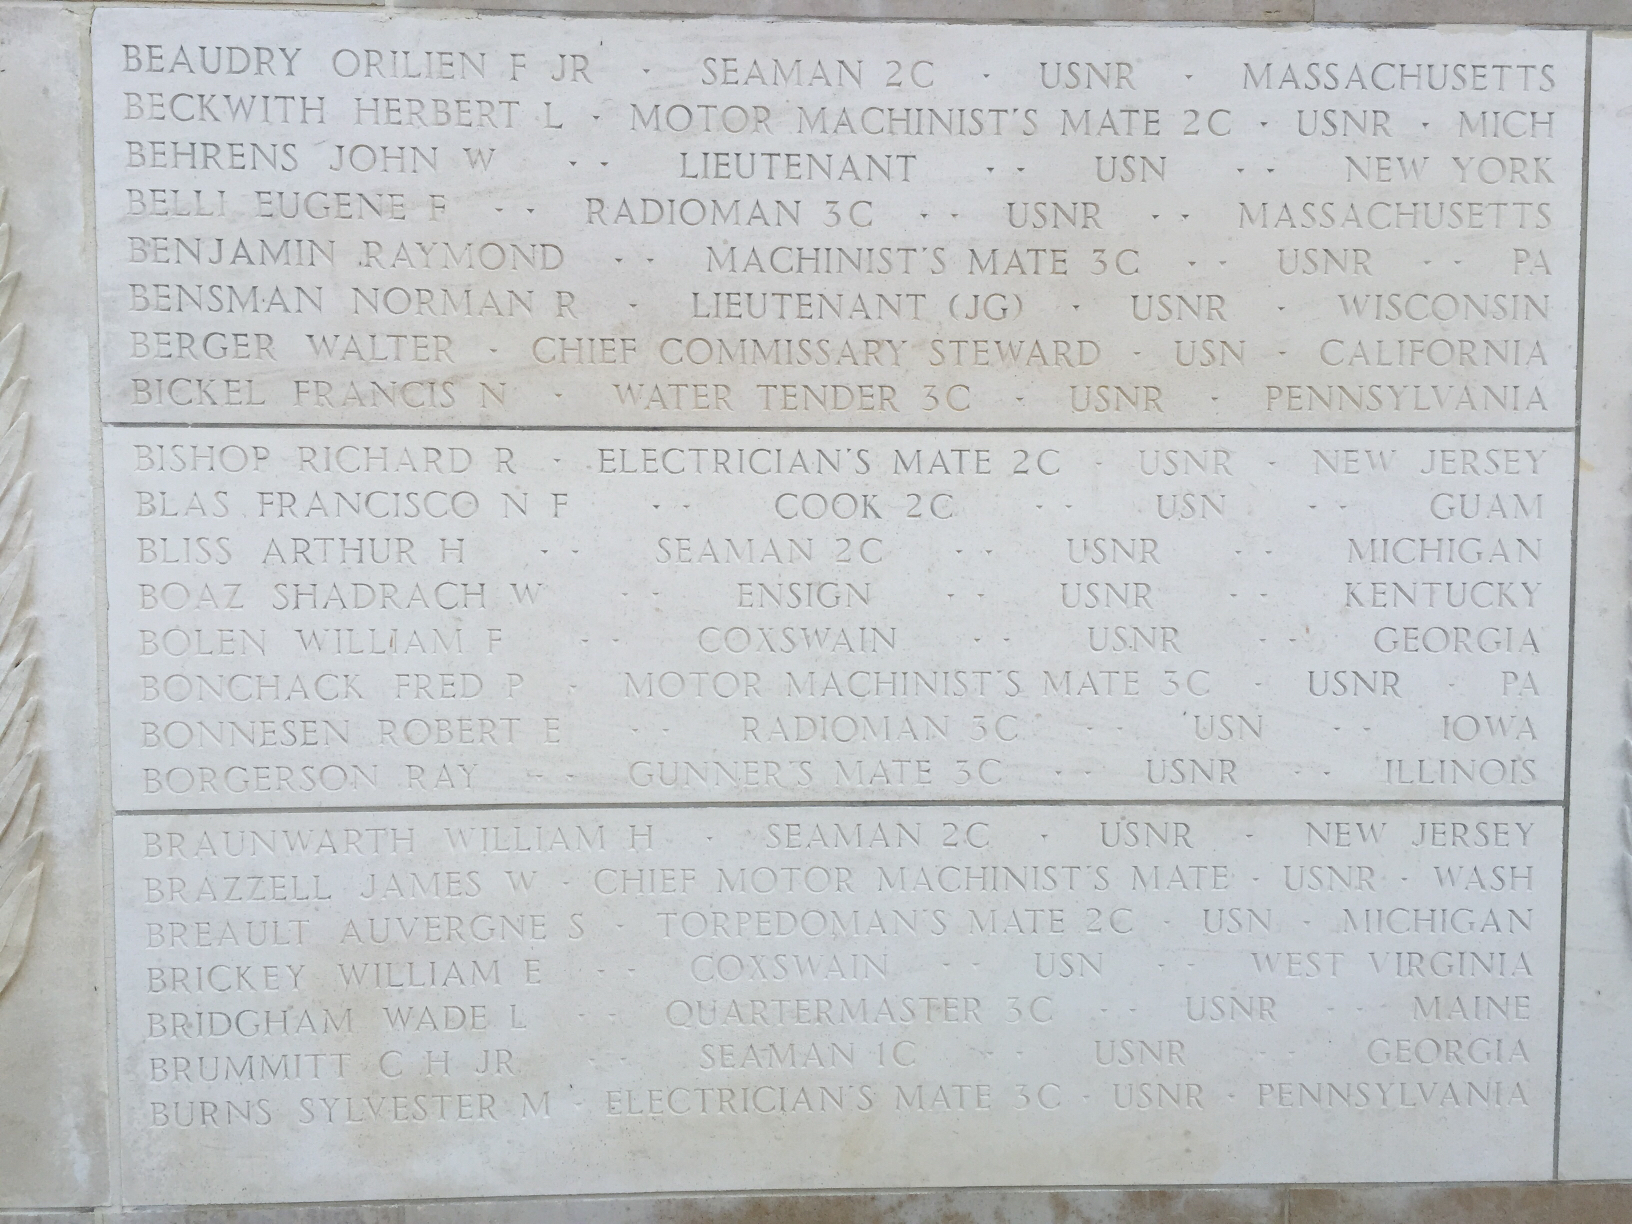 BEAUDRY ORILIEN F JR · SEAMAN 2C · USNR · MASSACHUSETTS
BECKWITH HERBERT L · MOTOR MACHINIST'S MATE 2C · USNR · MICH
BEHRENS JOHN W · · LIEUTENANT · · USN · · NEW YORK
BELLI EUGENE F · · RADIOMAN 3C · · USNR · · MASSACHUSETTS
BENJAMIN RAYMOND · · MACHINIST'S MATE 3C · · USNR · · PA
BENSMAN NORMAN R · LIEUTENANT (JG) · USNR · WISCONSIN
BERGER WALTER · CHIEF COMMISSARY STEWARD · USN · CALIFORNIA
BICKEL FRANCIS N · WATER TENDER 3C · USNR · PENNSYLVANIA
BISHOP RICHARD R · ELECTRICIAN'S MATE 2C · USNR · NEW JERSEY
BLAS FRANCISCO N F · · COOK 2C · · USN · · GUAM
BLISS ARTHUR H · · SEAMAN 2C · · USNR · · MICHIGAN
BOAZ SHADRACH W · · ENSIGN · · USNR · · KENTUCKY
BOLEN WILLIAM F · · COXSWAIN · · USNR · · GEORGIA
BONCHACK FRED P · MOTOR MACHINIST'S MATE 3C · USNR · PA
BONNESEN ROBERT E · · RADIOMAN 3C · · USN · · IOWA
BORGERSON RAY · · GUNNER'S MATE 3C · · USNR · · ILLINOIS
BRAUNWARTH WILLIAM H · SEAMAN 2C · USNR · NEW JERSEY
BRAZZELL JAMES W · CHIEF MOTOR MACHINIST'S MATE · USNR · WASH
BREAULT AUVERGNE S · TORPEDOMAN'S MATE 2C · USN · MICHIGAN
BRICKEY WILLIAM E · · COXSWAIN · · USN · · WEST VIRGINIA
BRIDGHAM WADE L · · QUARTERMASTER 3C · · USNR · · MAINE
BRUMMITT C H JR · · SEAMAN 1C · · USNR · · GEORGIA
BURNS SYLVESTER M · ELECTRICIAN'S MATE 3C · USNR · PENNSYLVANIA